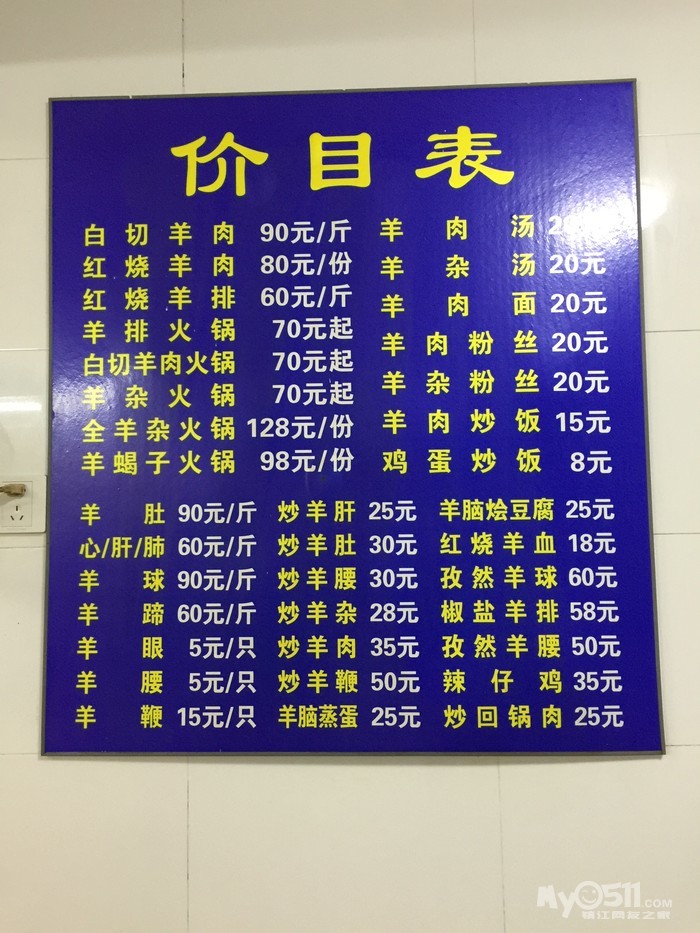 价目表
白切羊肉 90元/斤
红烧羊肉 80元/份
红烧羊排 60元/斤
羊排火锅 70元起
白切羊肉火锅 70元起
羊杂火锅 70元起
全羊杂火锅 128元/份
羊蝎子火锅 98元/份
羊肉汤 20元
羊杂汤 20元
羊肉面 20元
羊肉粉丝 20元
羊杂粉丝 20元
羊肉炒饭 15元
鸡蛋炒饭 8元
羊肚 90元/斤
心/肝/肺 60元/斤
羊球 90元/斤
羊蹄 60元/斤
羊眼 5元/只
羊腰 5元/只
羊鞭 15元/只
炒羊肝 25元
炒羊肚 30元
炒羊腰 30元
炒羊杂 28元
炒羊肉 35元
炒羊鞭 50元
羊脑蒸蛋 25元
羊脑烩豆腐 25元
红烧羊血 18元
孜然羊球 60元
椒盐羊排 58元
孜然羊腰 50元
辣仔鸡 35元
炒回锅肉 25元
My0511.COM
镇江网友之家